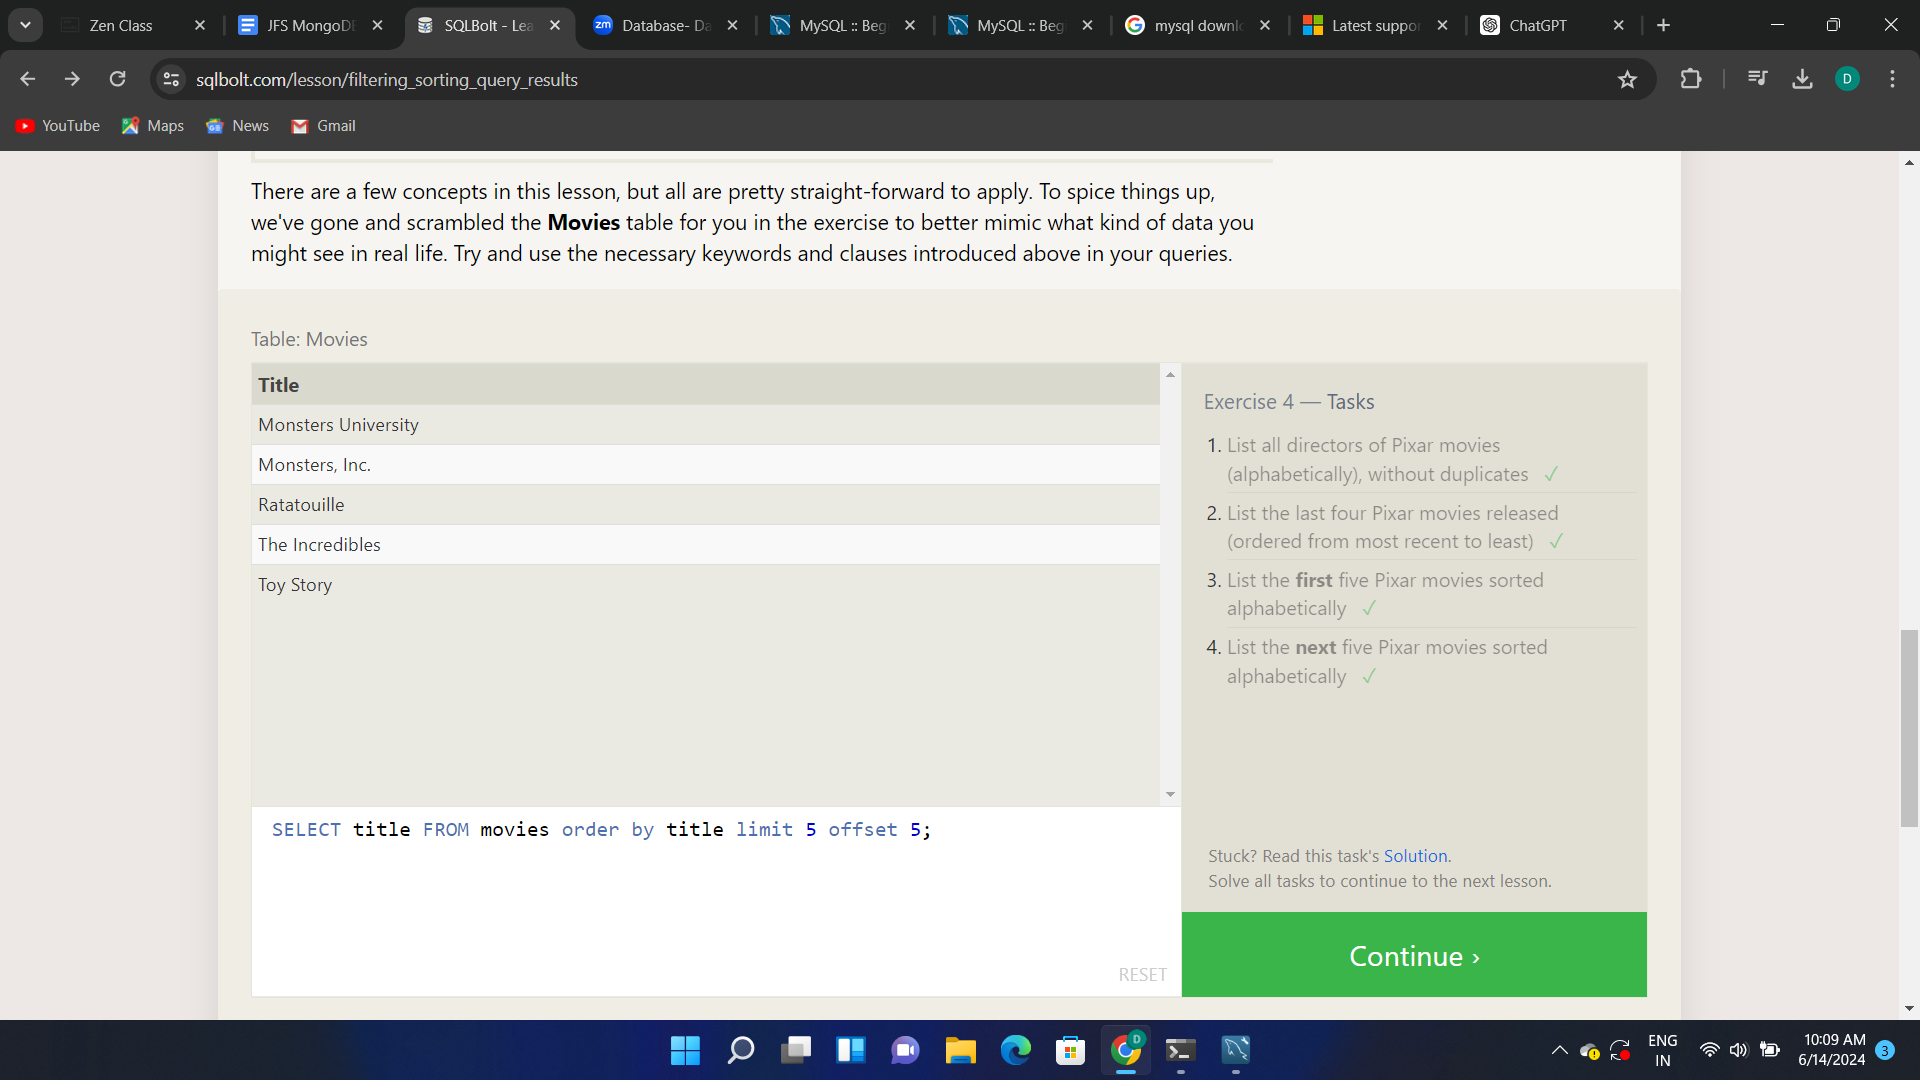 Zen Class
JFS MongoDB
SQLBolt - Lea
zm Database- Da
MySQL :: Beg
MySQL :: Beg
mysql downlo
Latest suppor
ChatGPT
sqlbolt.com/lesson/filtering_sorting_query_results
D
YouTube
Maps
News
Gmail
There are a few concepts in this lesson, but all are pretty straight-forward to apply. To spice things up,
we've gone and scrambled the Movies table for you in the exercise to better mimic what kind of data you
might see in real life. Try and use the necessary keywords and clauses introduced above in your queries.
Table: Movies
Title
Monsters University
Monsters, Inc.
Ratatouille
The Incredibles
Toy Story
SELECT title FROM movies order by title limit 5 offset 5;
RESET
Exercise 4 — Tasks
1. List all directors of Pixar movies
(alphabetically), without duplicates ✓
2. List the last four Pixar movies released
(ordered from most recent to least) ✓
3. List the first five Pixar movies sorted
alphabetically ✓
4. List the next five Pixar movies sorted
alphabetically ✓
Stuck? Read this task's Solution.
Solve all tasks to continue to the next lesson.
Continue ›
D
ENG
IN
10:09 AM
6/14/2024
3